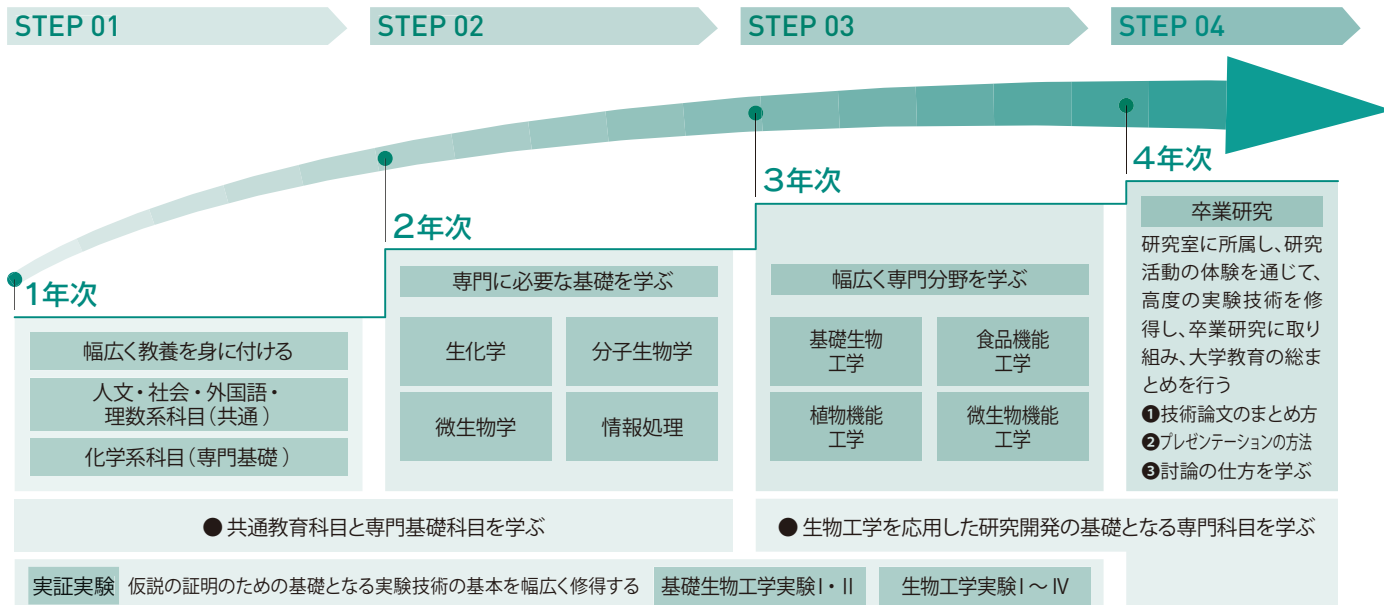 STEP 01
STEP 02
STEP 03
STEP 04
1年次
幅広く教養を身に付ける
人文・社会・外国語・
理数系科目(共通)
化学系科目(専門基礎)
2年次
専門に必要な基礎を学ぶ
生化学
分子生物学
微生物学
情報処理
3年次
幅広く専門分野を学ぶ
基礎生物
工学
食品機能
工学
植物機能
工学
微生物機能
工学
4年次
卒業研究
研究室に所属し、研究
活動の体験を通じて、
高度の実験技術を修
得し、卒業研究に取り
組み、大学教育の総ま
とめを行う
❶技術論文のまとめ方
❷プレゼンテーションの方法
❸討論の仕方を学ぶ
●共通教育科目と専門基礎科目を学ぶ
●生物工学を応用した研究開発の基礎となる専門科目を学ぶ
実証実験 仮説の証明のための基礎となる実験技術の基本を幅広く修得する 基礎生物工学実験Ⅰ・Ⅱ 生物工学実験Ⅰ～Ⅳ